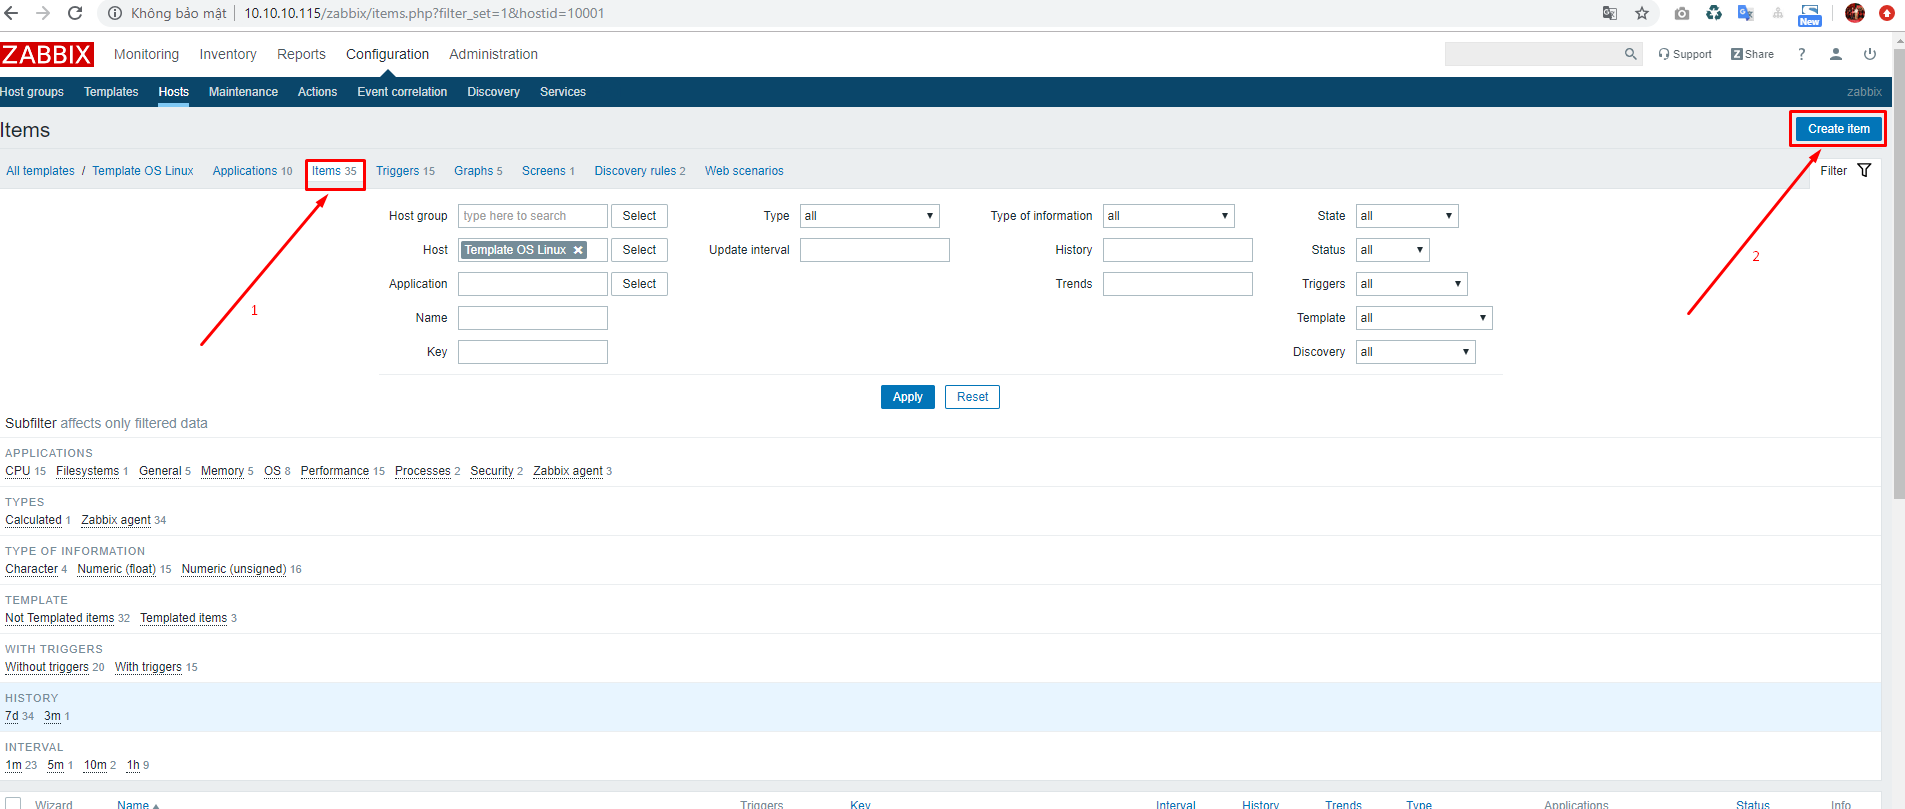 Không bảo mật 10.10.10.115/zabbix/items.php?filter_set=1&hostid=10001
New
ZABBIX Monitoring Inventory Reports Configuration Administration Support Z Share ?
Host groups Templates Hosts Maintenance Actions Event correlation Discovery Services zabbix
Items Create item
All templates / Template OS Linux Applications 10 Items 35 Triggers 15 Graphs 5 Screens 1 Discovery rules 2 Web scenarios Filter
Host group type here to search Select Type all Type of information all State all
Host Template OS Linux Select Update interval History Status all
2
Application Select Trends Triggers all
1
Name Template all
Key Discovery all
Apply Reset
Subfilter affects only filtered data
APPLICATIONS
CPU 15 Filesystems 1 General 5 Memory 5 OS 8 Performance 15 Processes 2 Security 2 Zabbix agent 3
TYPES
Calculated 1 Zabbix agent 34
TYPE OF INFORMATION
Character 4 Numeric (float) 15 Numeric (unsigned) 16
TEMPLATE
Not Templated items 32 Templated items 3
WITH TRIGGERS
Without triggers 20 With triggers 15
HISTORY
7d 34 3m 1
INTERVAL
1m 23 5m 1 10m 2 1h 9
Wizard Name Triggers Key Interval History Trends Type Applications Status Info